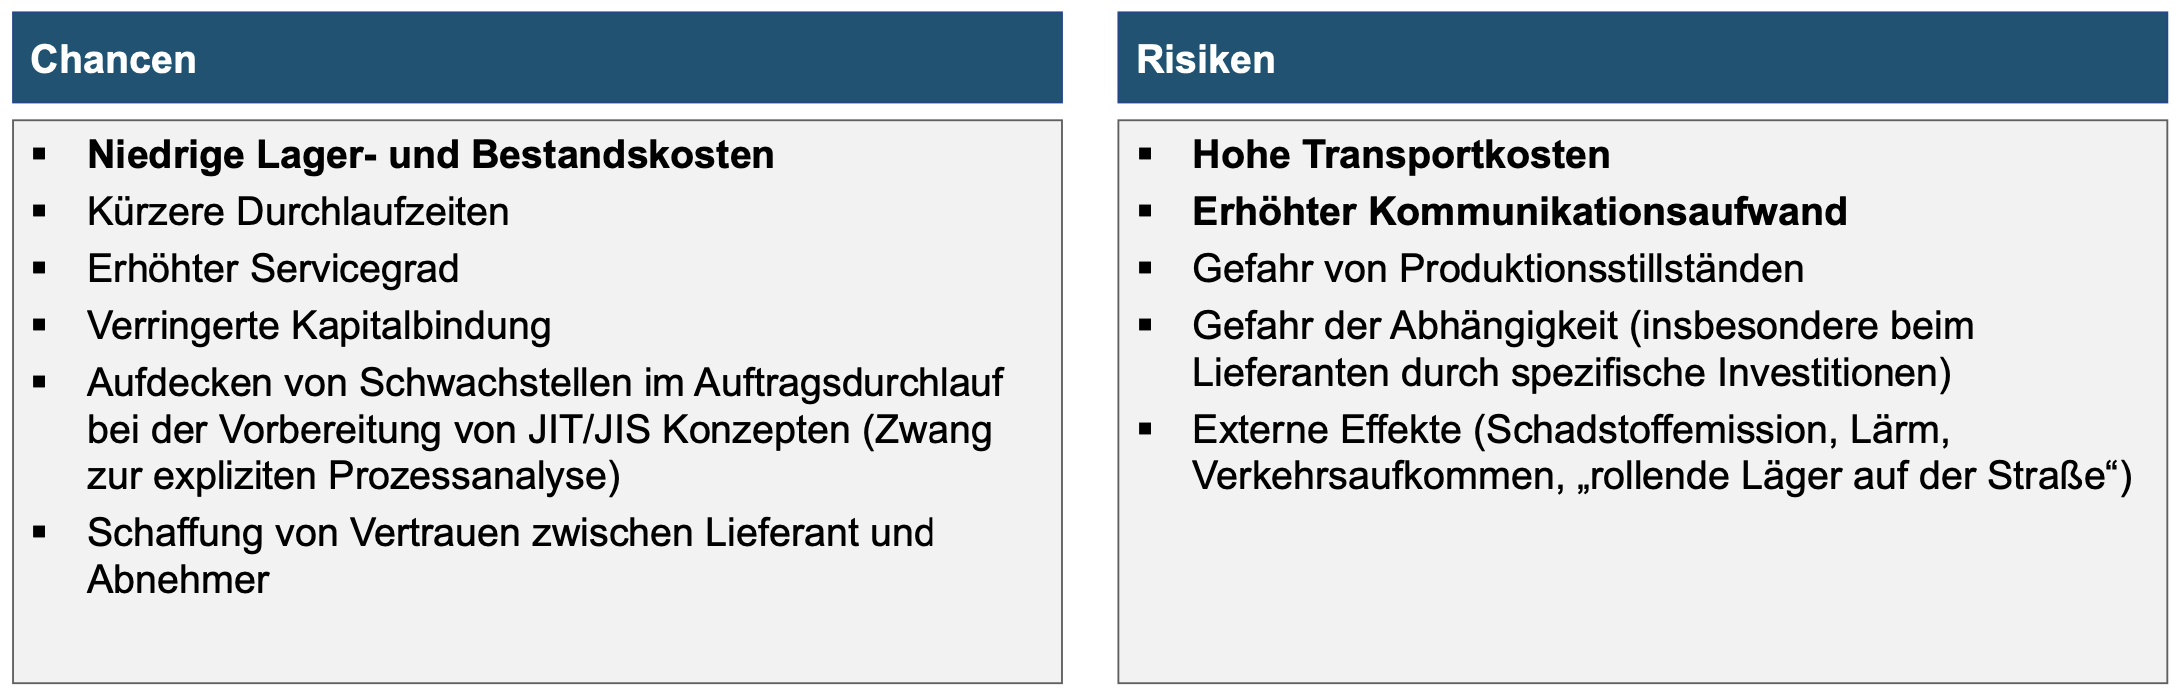 Chancen
▪ Niedrige Lager- und Bestandskosten
▪ Kürzere Durchlaufzeiten
▪ Erhöhter Servicegrad
▪ Verringerte Kapitalbindung
▪ Aufdecken von Schwachstellen im Auftragsdurchlauf
bei der Vorbereitung von JIT/JIS Konzepten (Zwang
zur expliziten Prozessanalyse)
▪ Schaffung von Vertrauen zwischen Lieferant und
Abnehmer
Risiken
▪ Hohe Transportkosten
▪ Erhöhter Kommunikationsaufwand
▪ Gefahr von Produktionsstillständen
▪ Gefahr der Abhängigkeit (insbesondere beim
Lieferanten durch spezifische Investitionen)
▪ Externe Effekte (Schadstoffemission, Lärm,
Verkehrsaufkommen, „rollende Läger auf der Straße“)